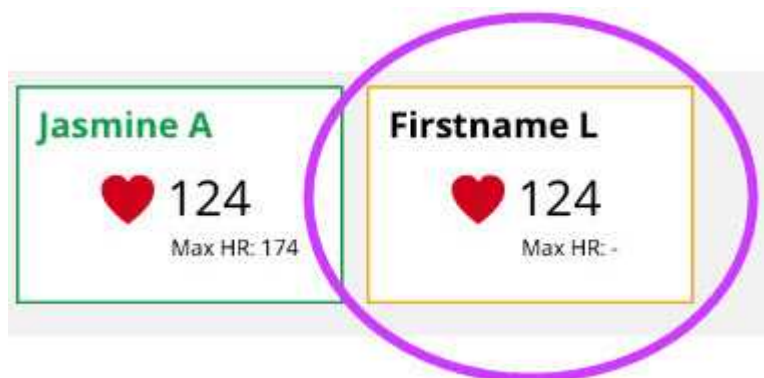 Jasmine A
124
Max HR: 174
Firstname L
124
Max HR: -